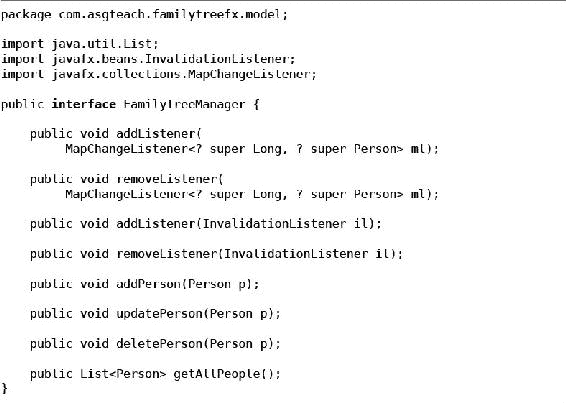 package com.asgteach.familytreefx.model;
import java.util.List;
import javafx.beans.InvalidationListener;
import javafx.collections.MapChangeListener;
public interface FamilyTreeManager {
public void addListener(
MapChangeListener<? super Long, ? super Person> ml);
public void removeListener(
MapChangeListener<? super Long, ? super Person> ml);
public void addListener(InvalidationListener il);
public void removeListener(InvalidationListener il);
public void addPerson(Person p);
public void updatePerson(Person p);
public void deletePerson(Person p);
public List<Person> getAllPeople();
}